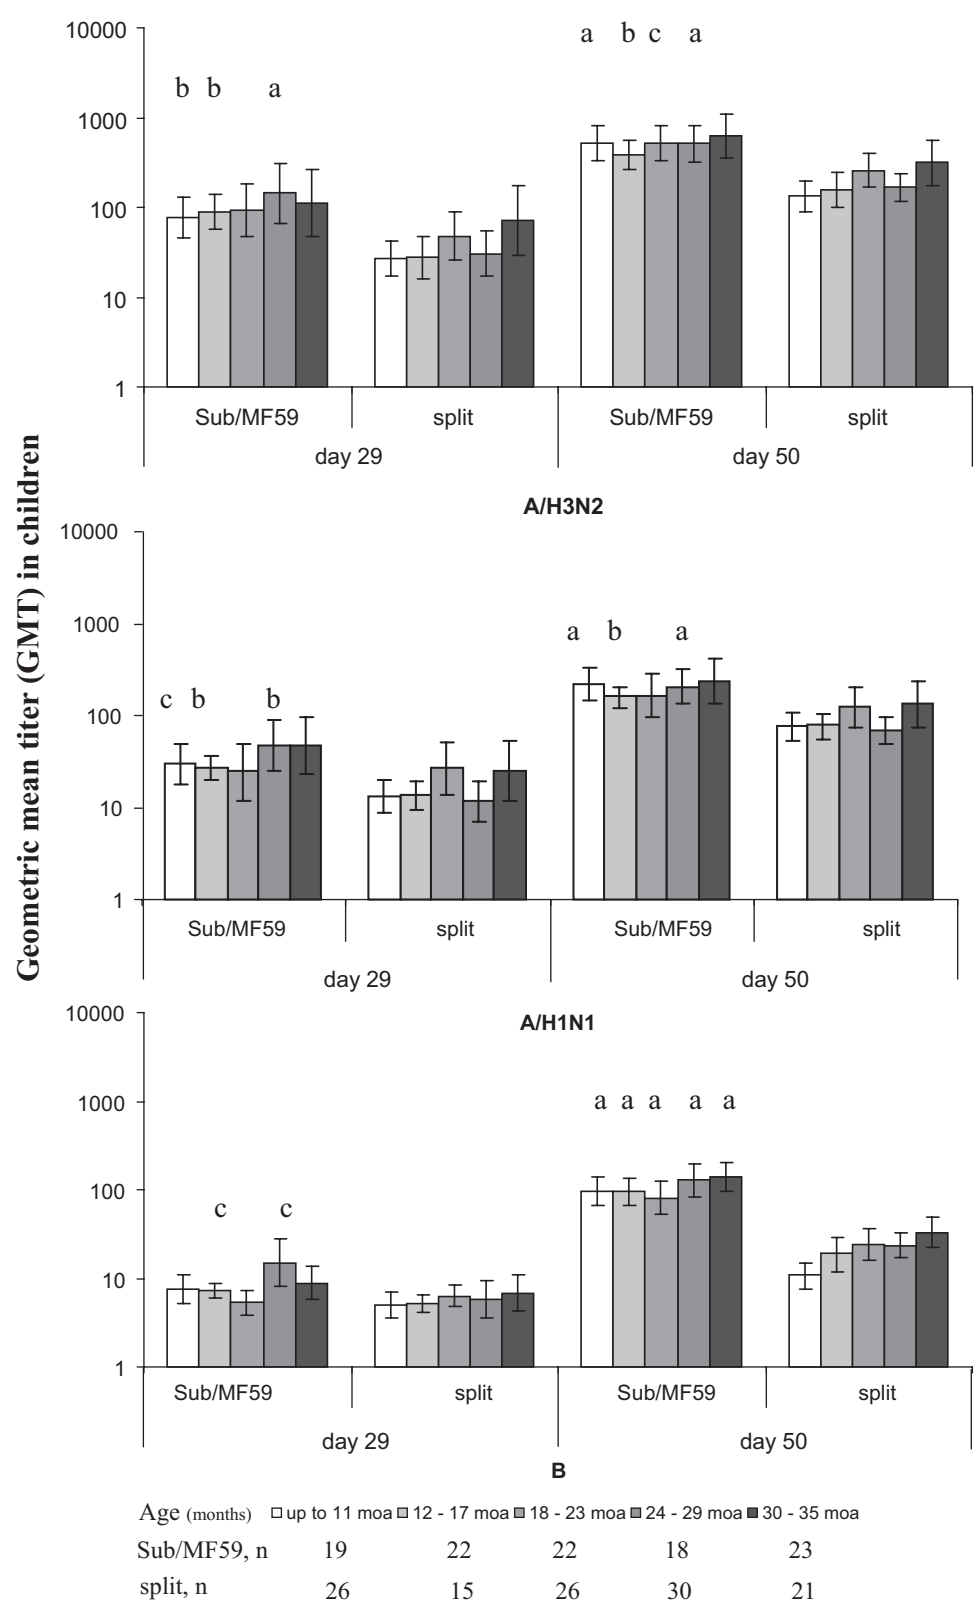 Geometric mean titer (GMT) in children
10000
a b c a
b b a
1000
100
10
1
Sub/MF59 split Sub/MF59 split
day 29 day 50
A/H3N2
10000
1000
a b a
c b b
100
10
1
Sub/MF59 split Sub/MF59 split
day 29 day 50
A/H1N1
10000
1000
a a a a a
100
c c
10
1
Sub/MF59 split Sub/MF59 split
day 29 day 50
B
Age (months) up to 11 moa 12 - 17 moa 18 - 23 moa 24 - 29 moa 30 - 35 moa
Sub/MF59, n 19 22 22 18 23
split, n 26 15 26 30 21